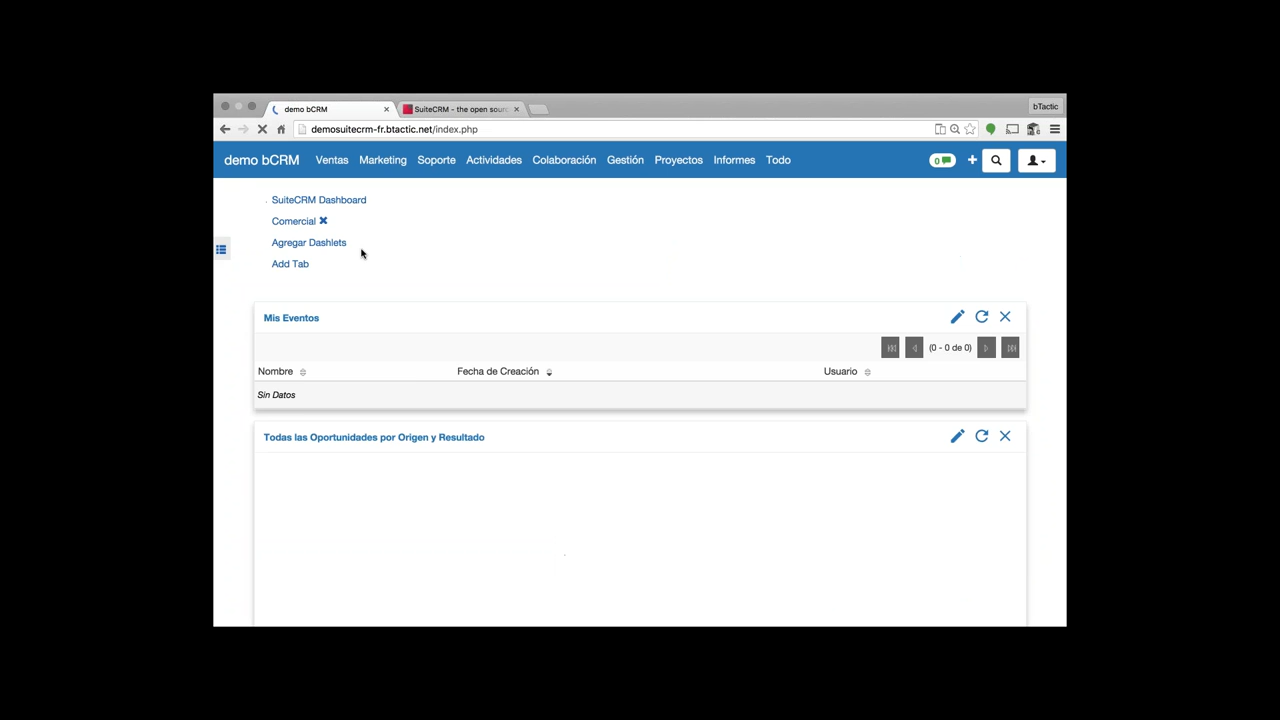 demo bCRM
SuiteCRM - the open sour
bTactic
demosuitecrm-fr.btactic.net/index.php
demo bCRM Ventas Marketing Soporte Actividades Colaboración Gestión Proyectos Informes Todo 0
SuiteCRM Dashboard
Comercial
Agregar Dashlets
Add Tab
Mis Eventos
(0 - 0 de 0)
Nombre Fecha de Creación Usuario
Sin Datos
Todas las Oportunidades por Origen y Resultado